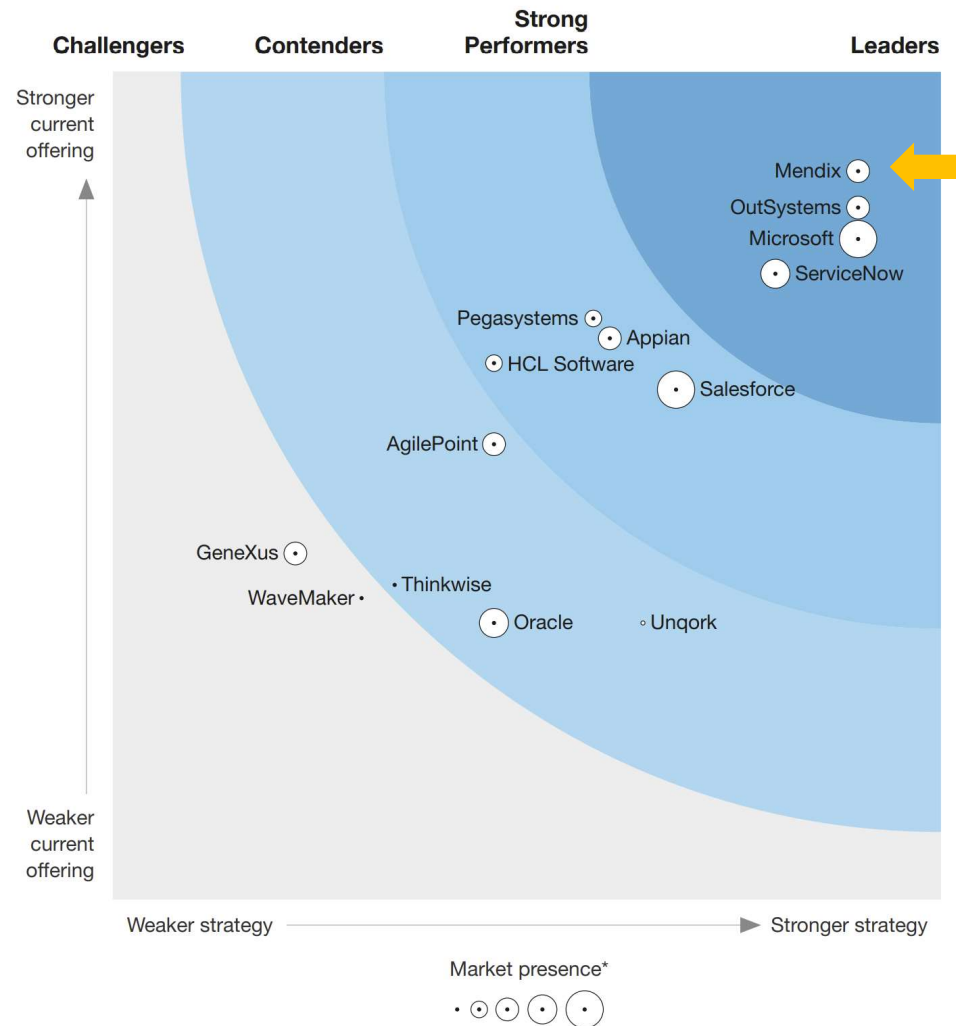 Challengers
Contenders
Strong
Performers
Leaders
Stronger
current
offering
Mendix
OutSystems
Microsoft
ServiceNow
Pegasystems
Appian
HCL Software
Salesforce
AgilePoint
GeneXus
Thinkwise
WaveMaker
Oracle
Unqork
Weaker
current
offering
Weaker strategy
Stronger strategy
Market presence*